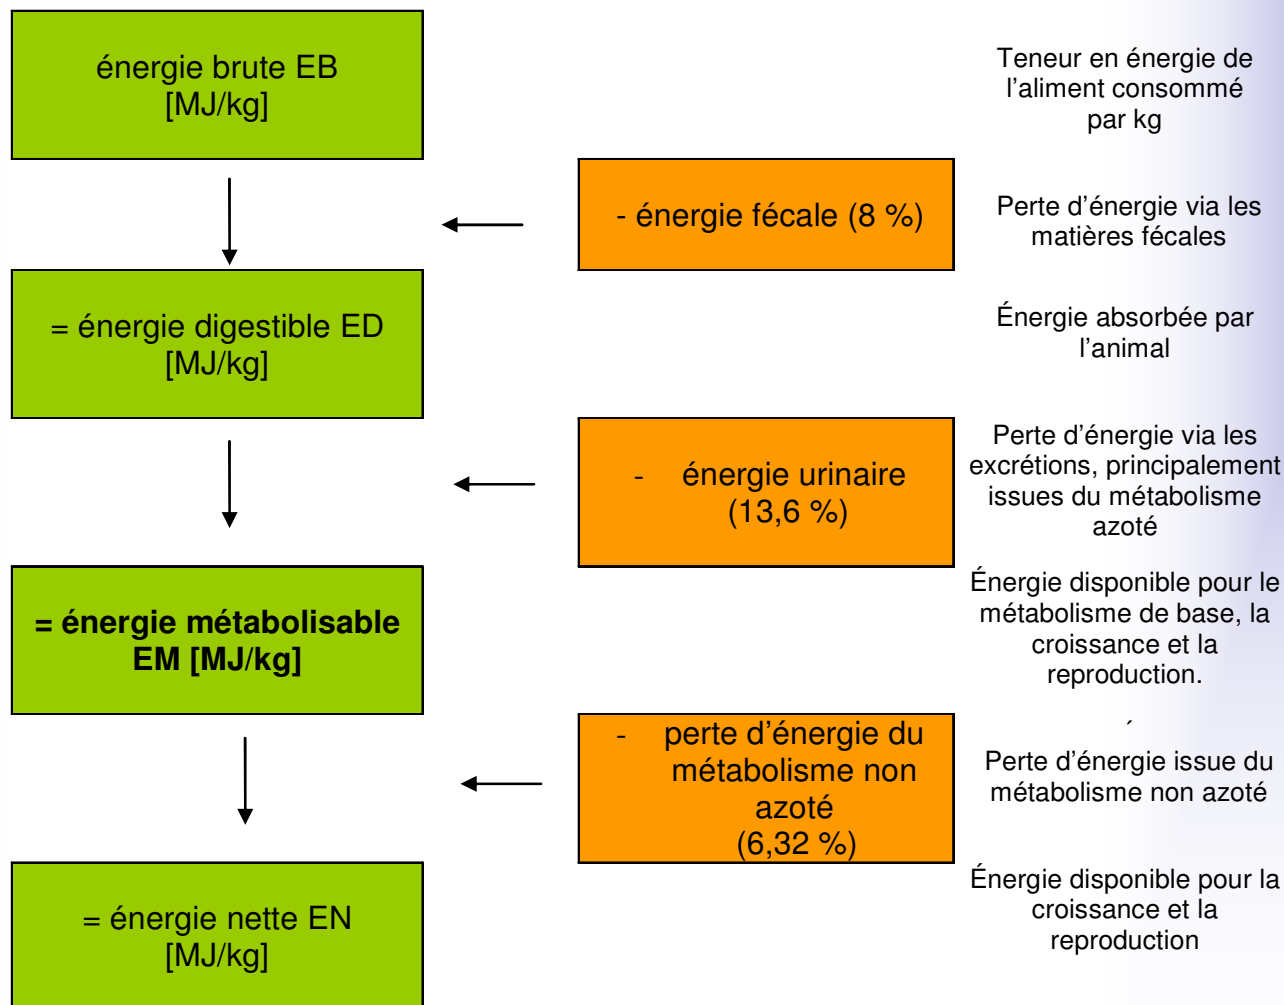 énergie brute EB
[MJ/kg]
Teneur en énergie de
l'aliment consommé
par kg
- énergie fécale (8 %)
Perte d'énergie via les
matières fécales
= énergie digestible ED
[MJ/kg]
Énergie absorbée par
l'animal
- énergie urinaire
(13,6 %)
Perte d'énergie via les
excrétions, principalement
issues du métabolisme
azoté
= énergie métabolisable
EM [MJ/kg]
Énergie disponible pour le
métabolisme de base, la
croissance et la
reproduction.
- perte d'énergie du
métabolisme non
azoté
(6,32 %)
´
Perte d'énergie issue du
métabolisme non azoté
= énergie nette EN
[MJ/kg]
Énergie disponible pour la
croissance et la
reproduction